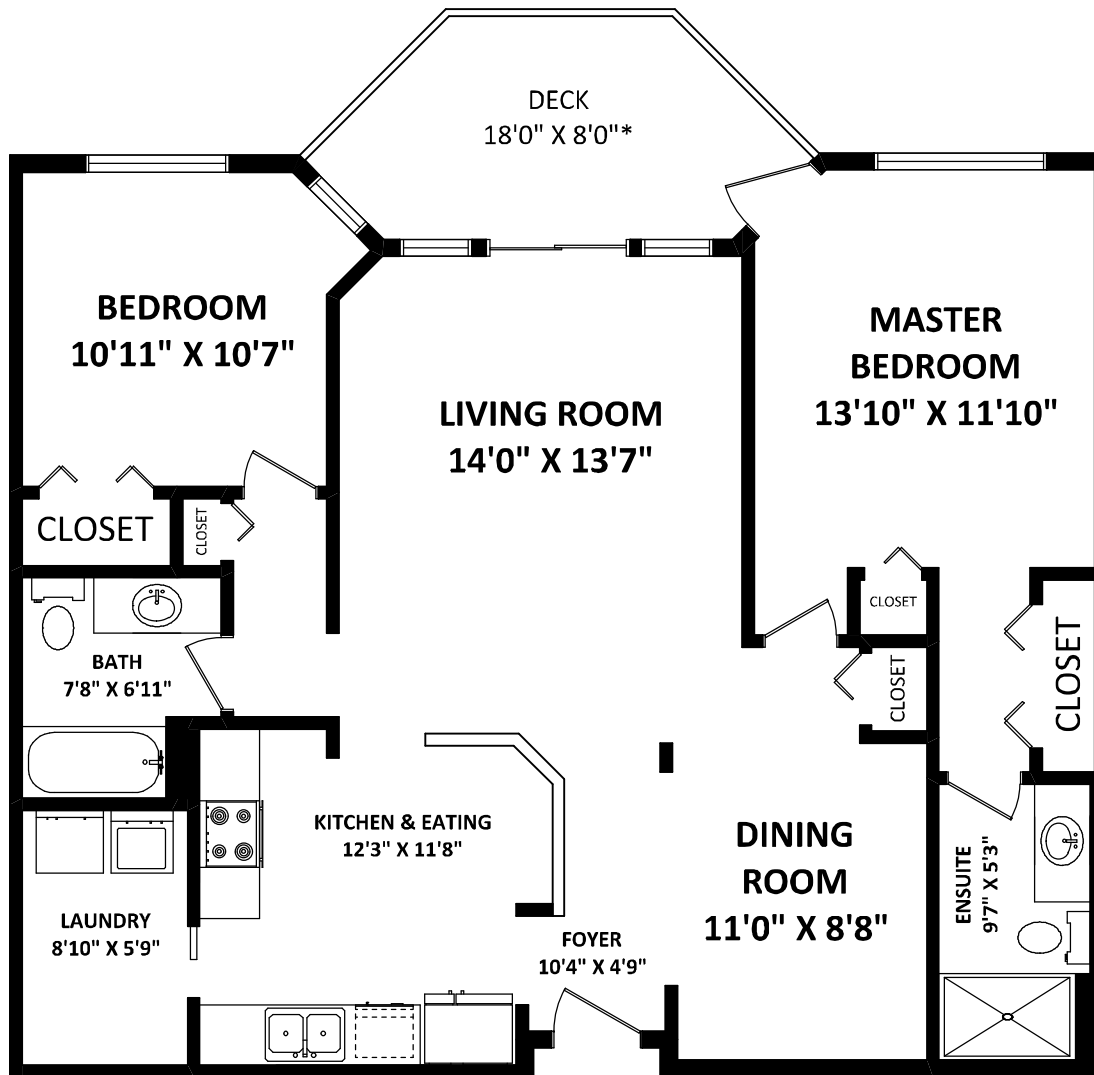 DECK
18'0" X 8'0"*
BEDROOM
10'11" X 10'7"
MASTER
BEDROOM
13'10" X 11'10"
LIVING ROOM
14'0" X 13'7"
CLOSET
CLOSET
CLOSET
CLOSET
CLOSET
BATH
7'8" X 6'11"
KITCHEN & EATING
12'3" X 11'8"
DINING
ROOM
11'0" X 8'8"
ENSUITE
9'7" X 5'3"
LAUNDRY
8'10" X 5'9"
FOYER
10'4" X 4'9"